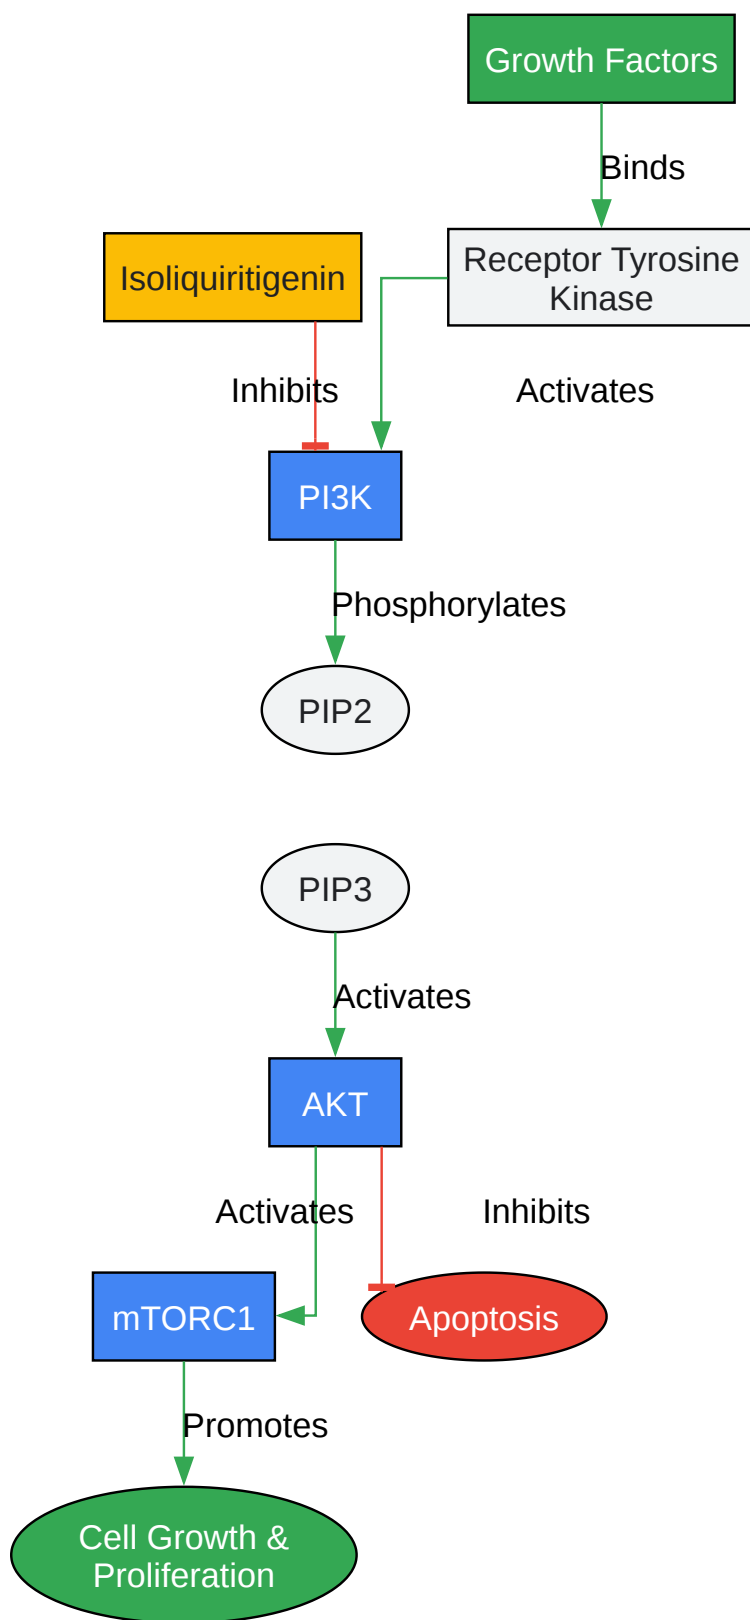 Growth Factors
Binds
Isoliquiritigenin
Receptor Tyrosine
Kinase
Inhibits
Activates
PI3K
Phosphorylates
PIP2
PIP3
Activates
AKT
Activates
Inhibits
mTORC1
Apoptosis
Promotes
Cell Growth &
Proliferation